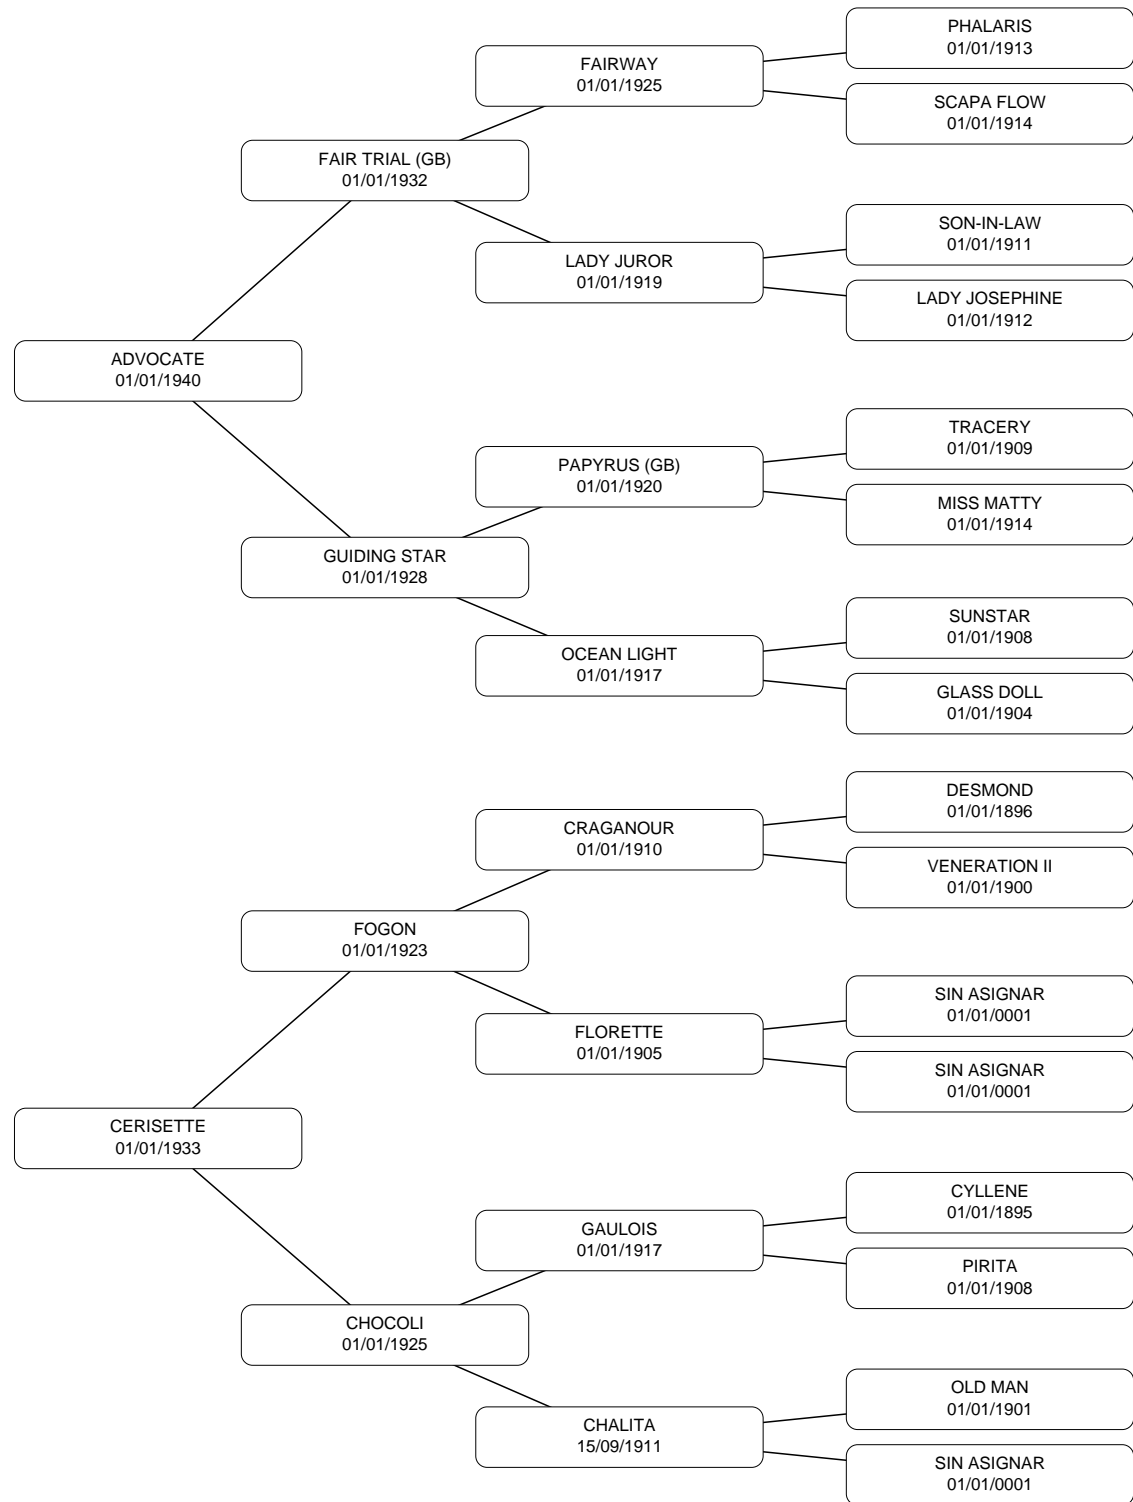 PHALARIS
01/01/1913
FAIRWAY
01/01/1925
SCAPA FLOW
01/01/1914
FAIR TRIAL (GB)
01/01/1932
SON-IN-LAW
01/01/1911
LADY JUROR
01/01/1919
LADY JOSEPHINE
01/01/1912
ADVOCATE
01/01/1940
TRACERY
01/01/1909
PAPYRUS (GB)
01/01/1920
MISS MATTY
01/01/1914
GUIDING STAR
01/01/1928
SUNSTAR
01/01/1908
OCEAN LIGHT
01/01/1917
GLASS DOLL
01/01/1904
DESMOND
01/01/1896
CRAGANOUR
01/01/1910
VENERATION II
01/01/1900
FOGON
01/01/1923
SIN ASIGNAR
01/01/0001
FLORETTE
01/01/1905
SIN ASIGNAR
01/01/0001
CERISETTE
01/01/1933
CYLLENE
01/01/1895
GAULOIS
01/01/1917
PIRITA
01/01/1908
CHOCOLI
01/01/1925
OLD MAN
01/01/1901
CHALITA
15/09/1911
SIN ASIGNAR
01/01/0001